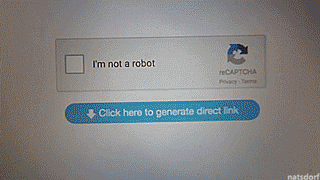 I'm not a robot
reCAPTCHA
Privacy - Terms
Click here to generate direct link
natsdorf